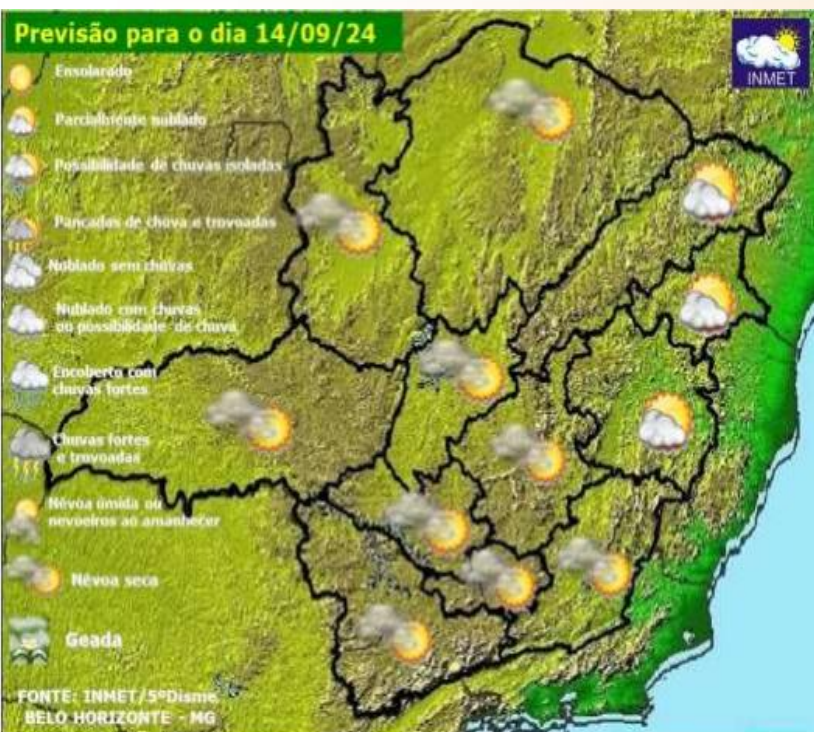 Previsão para o dia 14/09/24
INMET
Ensolarado
Parcialmente nublado
Possibilidade de chuvas isoladas
Pancadas de chuva e trovoadas
Nublado sem chuvas
Nublado com chuvas
ou possibilidade de chuva
Encoberto com
chuvas fortes
Chuvas fortes
e trovoadas
Névoa úmida ou
nevoeiros ao amanhecer
Névoa seca
Geada
FONTE: INMET/5ºDisme
BELO HORIZONTE - MG